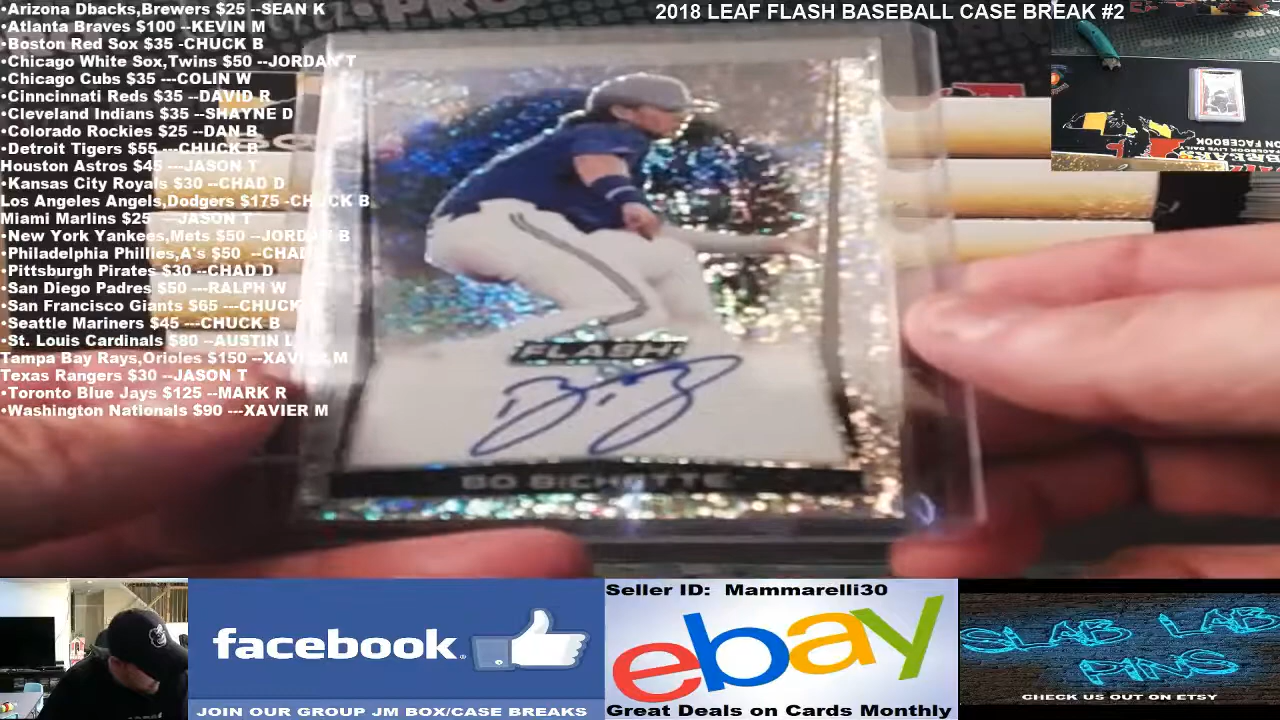 •Arizona Dbacks,Brewers $25 --SEAN K
•Atlanta Braves $100 --KEVIN M
•Boston Red Sox $35 -CHUCK B
•Chicago White Sox,Twins $50 --JORDAN T
•Chicago Cubs $35 ---COLIN W
•Cinncinnati Reds $35 --DAVID R
•Cleveland Indians $35 --SHAYNE D
•Colorado Rockies $25 --DAN B
•Detroit Tigers $55 ---CHUCK B
Houston Astros $45 ---JASON T
•Kansas City Royals $30 --CHAD D
Los Angeles Angels,Dodgers $175 -CHUCK B
Miami Marlins $25 ---JASON T
•New York Yankees,Mets $50 --JORDAN B
•Philadelphia Phillies,A's $50 --CHAD
•Pittsburgh Pirates $30 --CHAD D
•San Diego Padres $50 ---RALPH W
•San Francisco Giants $65 ---CHUCK
•Seattle Mariners $45 ---CHUCK B
•St. Louis Cardinals $80 --AUSTIN L
Tampa Bay Rays,Orioles $150 --XAVIER M
Texas Rangers $30 --JASON T
•Toronto Blue Jays $125 --MARK R
•Washington Nationals $90 ---XAVIER M
2018 LEAF FLASH BASEBALL CASE BREAK #2
FLASH
BO BICHETTE
facebook
JOIN OUR GROUP JM BOX/CASE BREAKS
Seller ID: Mammarelli30
ebay
Great Deals on Cards Monthly
SLAB LAB
PINS
CHECK US OUT ON ETSY